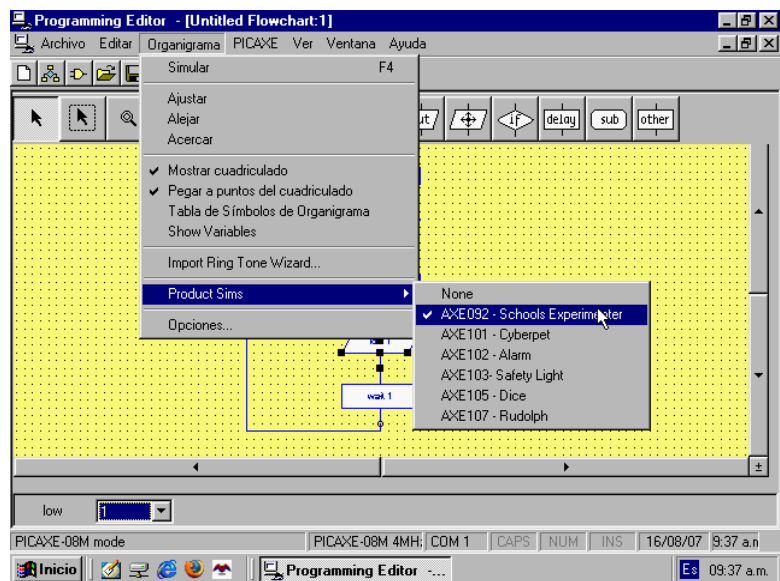 Programming Editor - [Untitled Flowchart:1]
Archivo Editar Organigrama PICAXE Ver Ventana Ayuda
Simular F4
Ajustar
Alejar
Acercar
Mostrar cuadriculado
Pegar a puntos del cuadriculado
Tabla de Símbolos de Organigrama
Show Variables
Import Ring Tone Wizard...
Product Sims
Opciones...
if delay sub other
None
AXE092 - Schools Experimenter
AXE101 - Cyberpet
AXE102 - Alarm
AXE103- Safety Light
AXE105 - Dice
AXE107 - Rudolph
wait 1
low 1
PICAXE-08M mode PICAXE-08M 4MH: COM 1 CAPS NUM INS 16/08/07 9:37 a.n
Inicio Programming Editor -... Es 09:37 a.m.